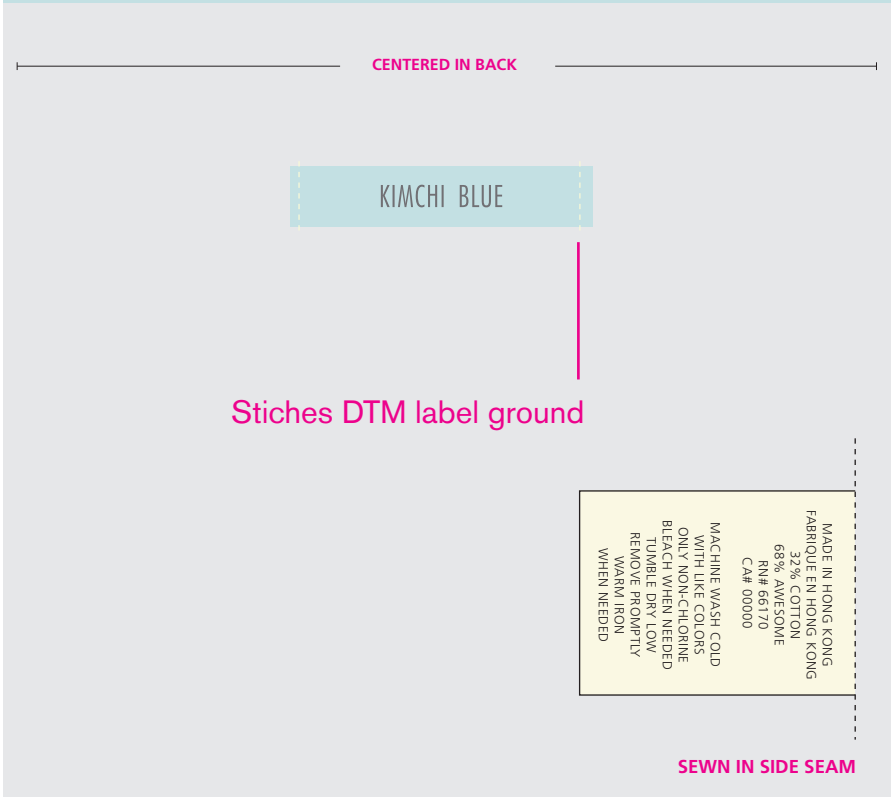 CENTERED IN BACK
KIMCHI BLUE
Stiches DTM label ground
MADE IN HONG KONG
FABRIQUE EN HONG KONG
32% COTTON
68% AWESOME
RN# 66170
CA# 00000
MACHINE WASH COLD
WITH LIKE COLORS
ONLY NON-CHLORINE
BLEACH WHEN NEEDED
TUMBLE DRY LOW
REMOVE PROMPTLY
WARM IRON
WHEN NEEDED
SEWN IN SIDE SEAM